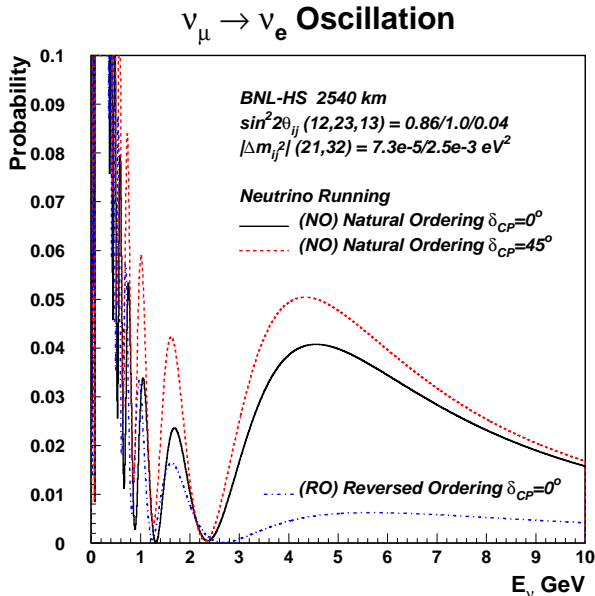 νμ → νe Oscillation
Probability
0.1
0.09
0.08
0.07
0.06
0.05
0.04
0.03
0.02
0.01
0
BNL-HS 2540 km
sin²2θij (12,23,13) = 0.86/1.0/0.04
|Δmij²| (21,32) = 7.3e-5/2.5e-3 eV²
Neutrino Running
(NO) Natural Ordering δCP=0°
(NO) Natural Ordering δCP=45°
(RO) Reversed Ordering δCP=0°
0 1 2 3 4 5 6 7 8 9 10
Eν GeV